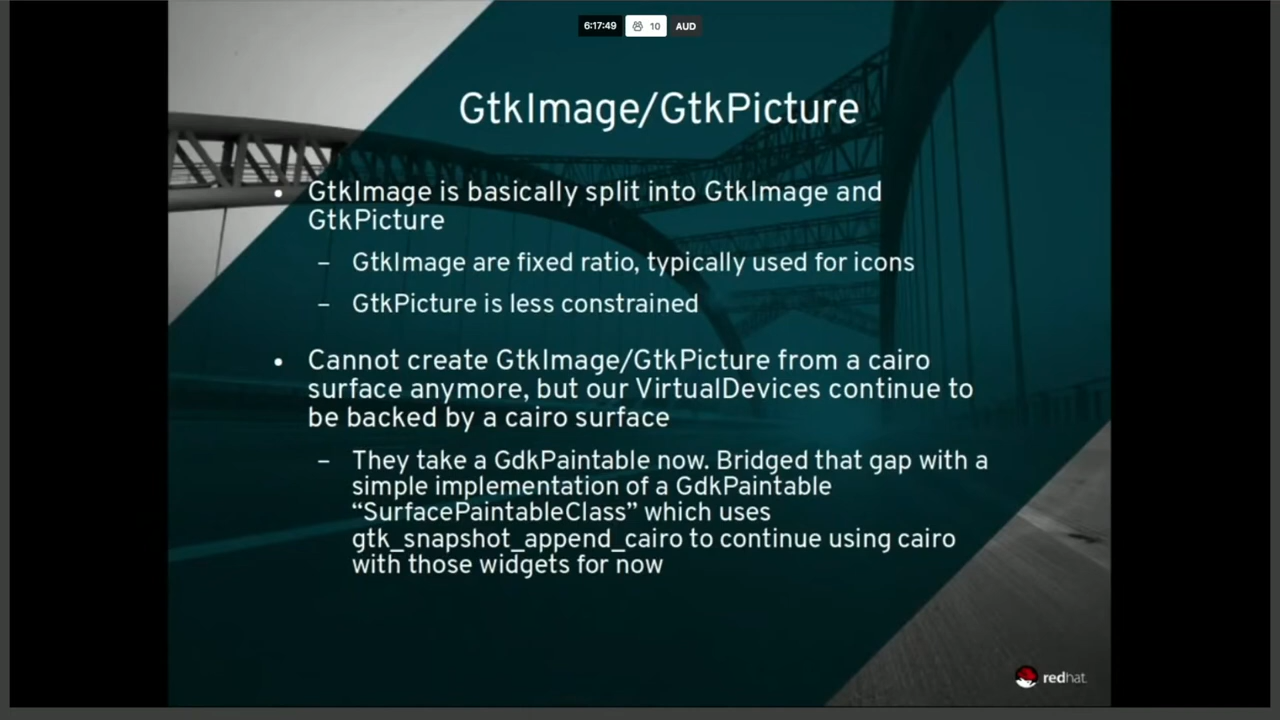 6:17:49 10 AUD
GtkImage/GtkPicture
• GtkImage is basically split into GtkImage and
GtkPicture
– GtkImage are fixed ratio, typically used for icons
– GtkPicture is less constrained
• Cannot create GtkImage/GtkPicture from a cairo
surface anymore, but our VirtualDevices continue to
be backed by a cairo surface
– They take a GdkPaintable now. Bridged that gap with a
simple implementation of a GdkPaintable
“SurfacePaintableClass” which uses
gtk_snapshot_append_cairo to continue using cairo
with those widgets for now
redhat.